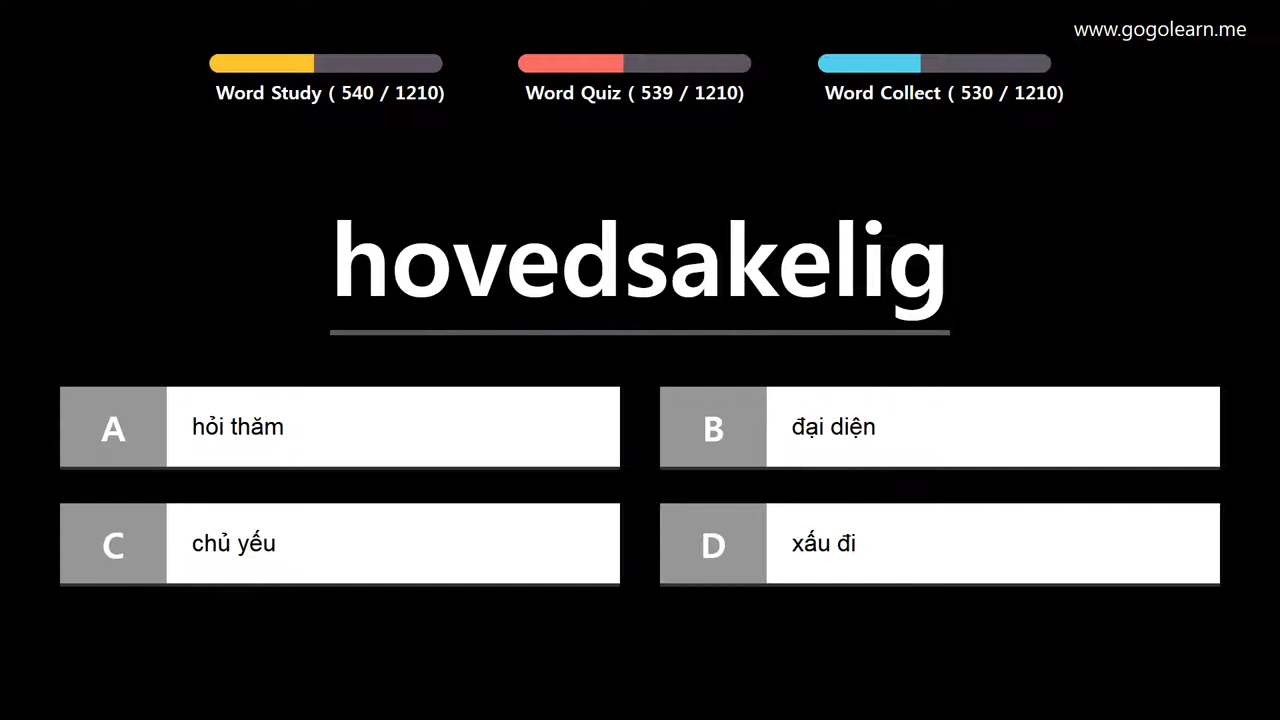 www.gogolearn.me
Word Study ( 540 / 1210)
Word Quiz ( 539 / 1210)
Word Collect ( 530 / 1210)
hovedsakelig
A hỏi thăm
B đại diện
C chủ yếu
D xấu đi